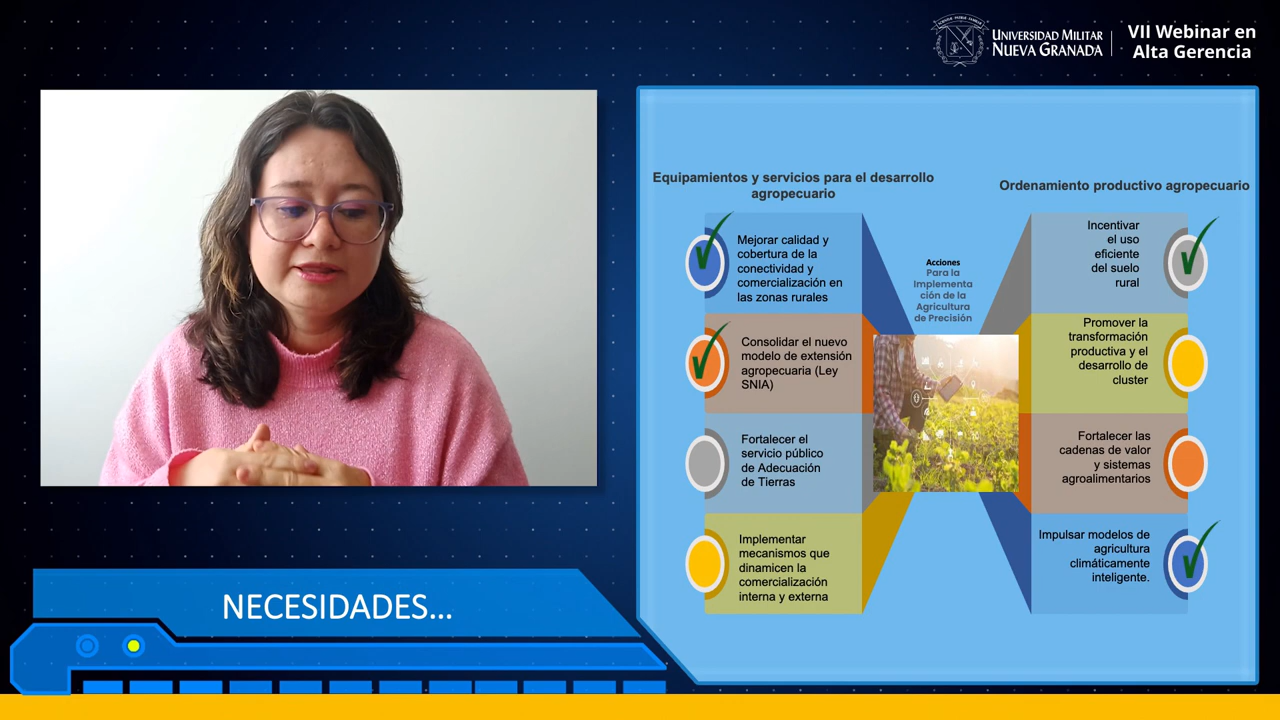 UNIVERSIDAD MILITAR
NUEVA GRANADA
VII Webinar en
Alta Gerencia
Equipamientos y servicios para el desarrollo
agropecuario
Ordenamiento productivo agropecuario
Mejorar calidad y
cobertura de la
conectividad y
comercialización en
las zonas rurales
Consolidar el nuevo
modelo de extensión
agropecuaria (Ley
SNIA)
Fortalecer el
servicio público
de Adecuación
de Tierras
Implementar
mecanismos que
dinamicen la
comercialización
interna y externa
Acciones
Para la
Implementa
ción de la
Agricultura
de Precisión
Incentivar
el uso
eficiente
del suelo
rural
Promover la
transformación
productiva y el
desarrollo de
cluster
Fortalecer las
cadenas de valor
y sistemas
agroalimentarios
Impulsar modelos de
agricultura
climáticamente
inteligente.
NECESIDADES...